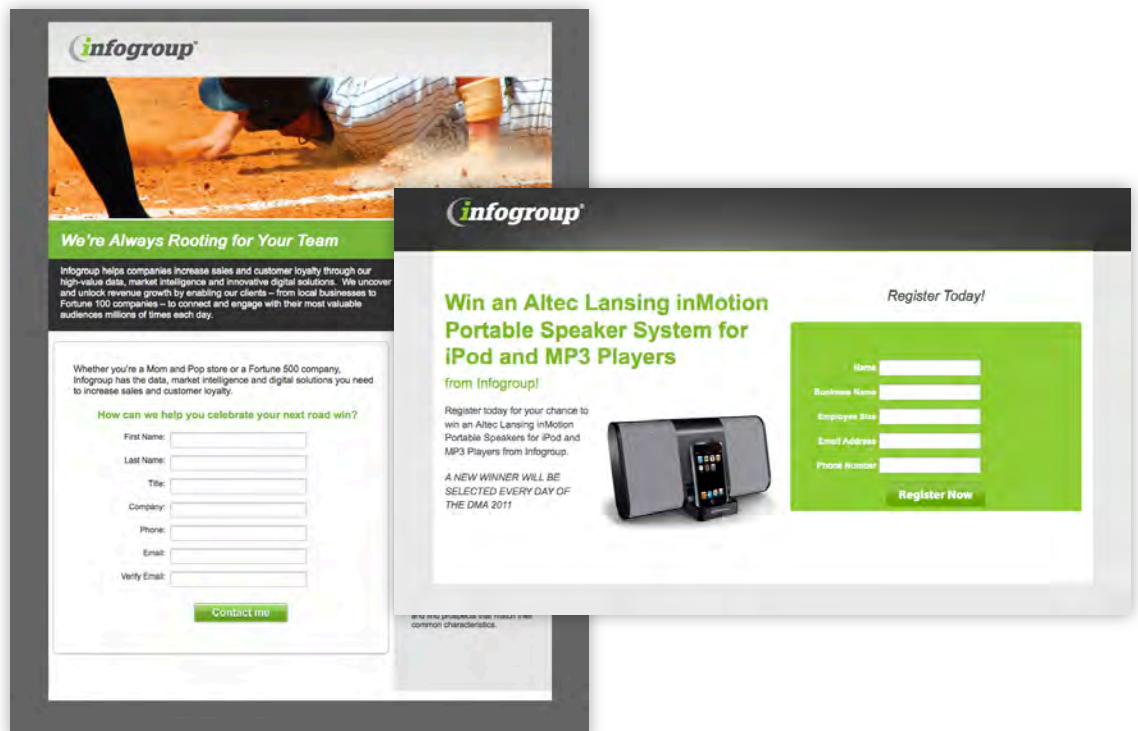 infogroup
We're Always Rooting for Your Team
Infogroup helps companies increase sales and customer loyalty through our
high-value data, market intelligence and innovative digital solutions. We uncover
and unlock revenue growth by enabling our clients – from local businesses to
Fortune 100 companies – to connect and engage with their most valuable
audiences millions of times each day.
Whether you're a Mom and Pop store or a Fortune 500 company,
Infogroup has the data, market intelligence and digital solutions you need
to increase sales and customer loyalty.
How can we help you celebrate your next road win?
First Name:
Last Name:
Title:
Company:
Phone:
Email:
Verify Email:
Contact me
and find prospects that match their
common characteristics.
infogroup
Win an Altec Lansing inMotion
Portable Speaker System for
iPod and MP3 Players
from Infogroup!
Register today for your chance to
win an Altec Lansing inMotion
Portable Speakers for iPod and
MP3 Players from Infogroup.
A NEW WINNER WILL BE
SELECTED EVERY DAY OF
THE DMA 2011
Register Today!
Name
Business Name
Employee Size
Email Address
Phone Number
Register Now